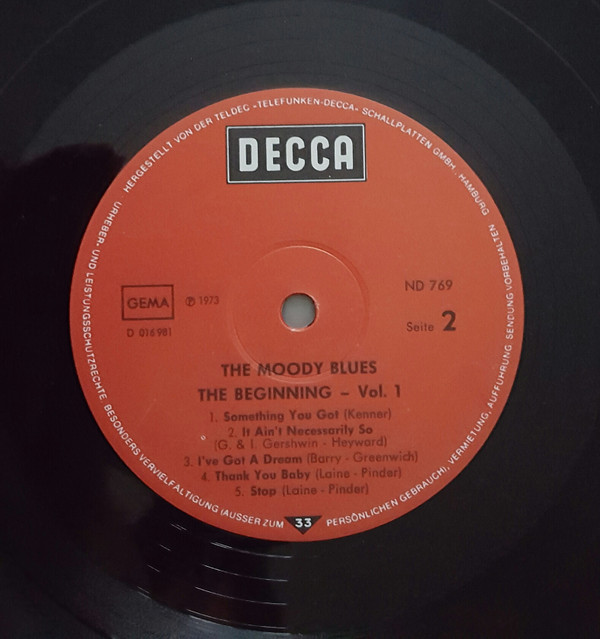 HERGESTELLT VON DER TELDEC »TELEFUNKEN-DECCA« SCHALLPLATTEN GMBH., HAMBURG
DECCA
GEMA
℗ 1973
D 016981
ND 769
Seite 2
THE MOODY BLUES
THE BEGINNING – Vol. 1
1. Something You Got (Kenner)
2. It Ain't Necessarily So
(G. & I. Gershwin - Heyward)
3. I've Got A Dream (Barry - Greenwich)
4. Thank You Baby (Laine - Pinder)
5. Stop (Laine - Pinder)
33
URHEBER- UND LEISTUNGSSCHUTZRECHTE, BESONDERS VERVIELFÄLTIGUNG (AUSSER ZUM PERSÖNLICHEN GEBRAUCH), VERMIETUNG, AUFFÜHRUNG, SENDUNG VORBEHALTEN